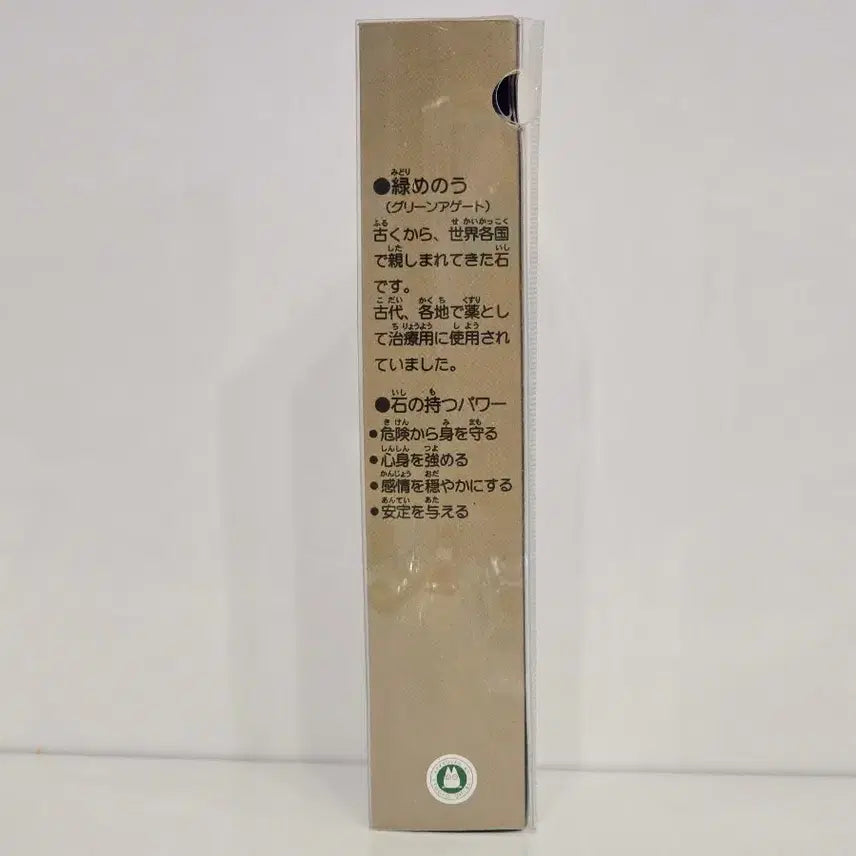 ●緑めのう
(グリーンアゲート)
古くから、世界各国
で親しまれてきた石
です。
古代、各地で薬とし
て治療用に使用され
ていました。
●石の持つパワー
●危険から身を守る
●心身を強める
●感情を穏やかにする
●安定を与える